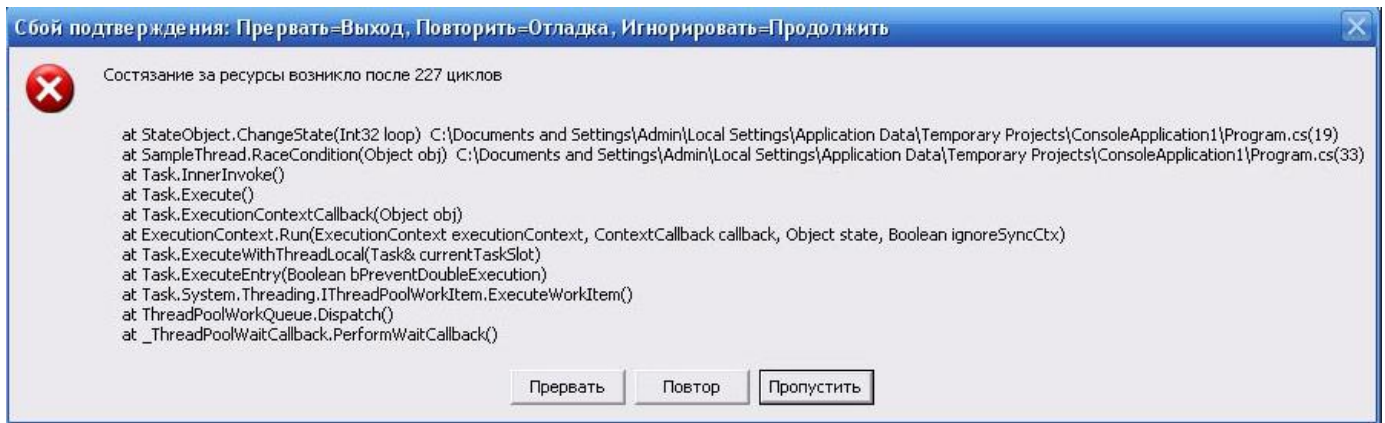 Сбой подтверждения: Прервать=Выход, Повторить=Отладка, Игнорировать=Продолжить
Состязание за ресурсы возникло после 227 циклов
at StateObject.ChangeState(Int32 loop) C:\Documents and Settings\Admin\Local Settings\Application Data\Temporary Projects\ConsoleApplication1\Program.cs(19)
at SampleThread.RaceCondition(Object obj) C:\Documents and Settings\Admin\Local Settings\Application Data\Temporary Projects\ConsoleApplication1\Program.cs(33)
at Task.InnerInvoke()
at Task.Execute()
at Task.ExecutionContextCallback(Object obj)
at ExecutionContext.Run(ExecutionContext executionContext, ContextCallback callback, Object state, Boolean ignoreSyncCtx)
at Task.ExecuteWithThreadLocal(Task& currentTaskSlot)
at Task.ExecuteEntry(Boolean bPreventDoubleExecution)
at Task.System.Threading.IThreadPoolWorkItem.ExecuteWorkItem()
at ThreadPoolWorkQueue.Dispatch()
at _ThreadPoolWaitCallback.PerformWaitCallback()
Прервать Повтор Пропустить